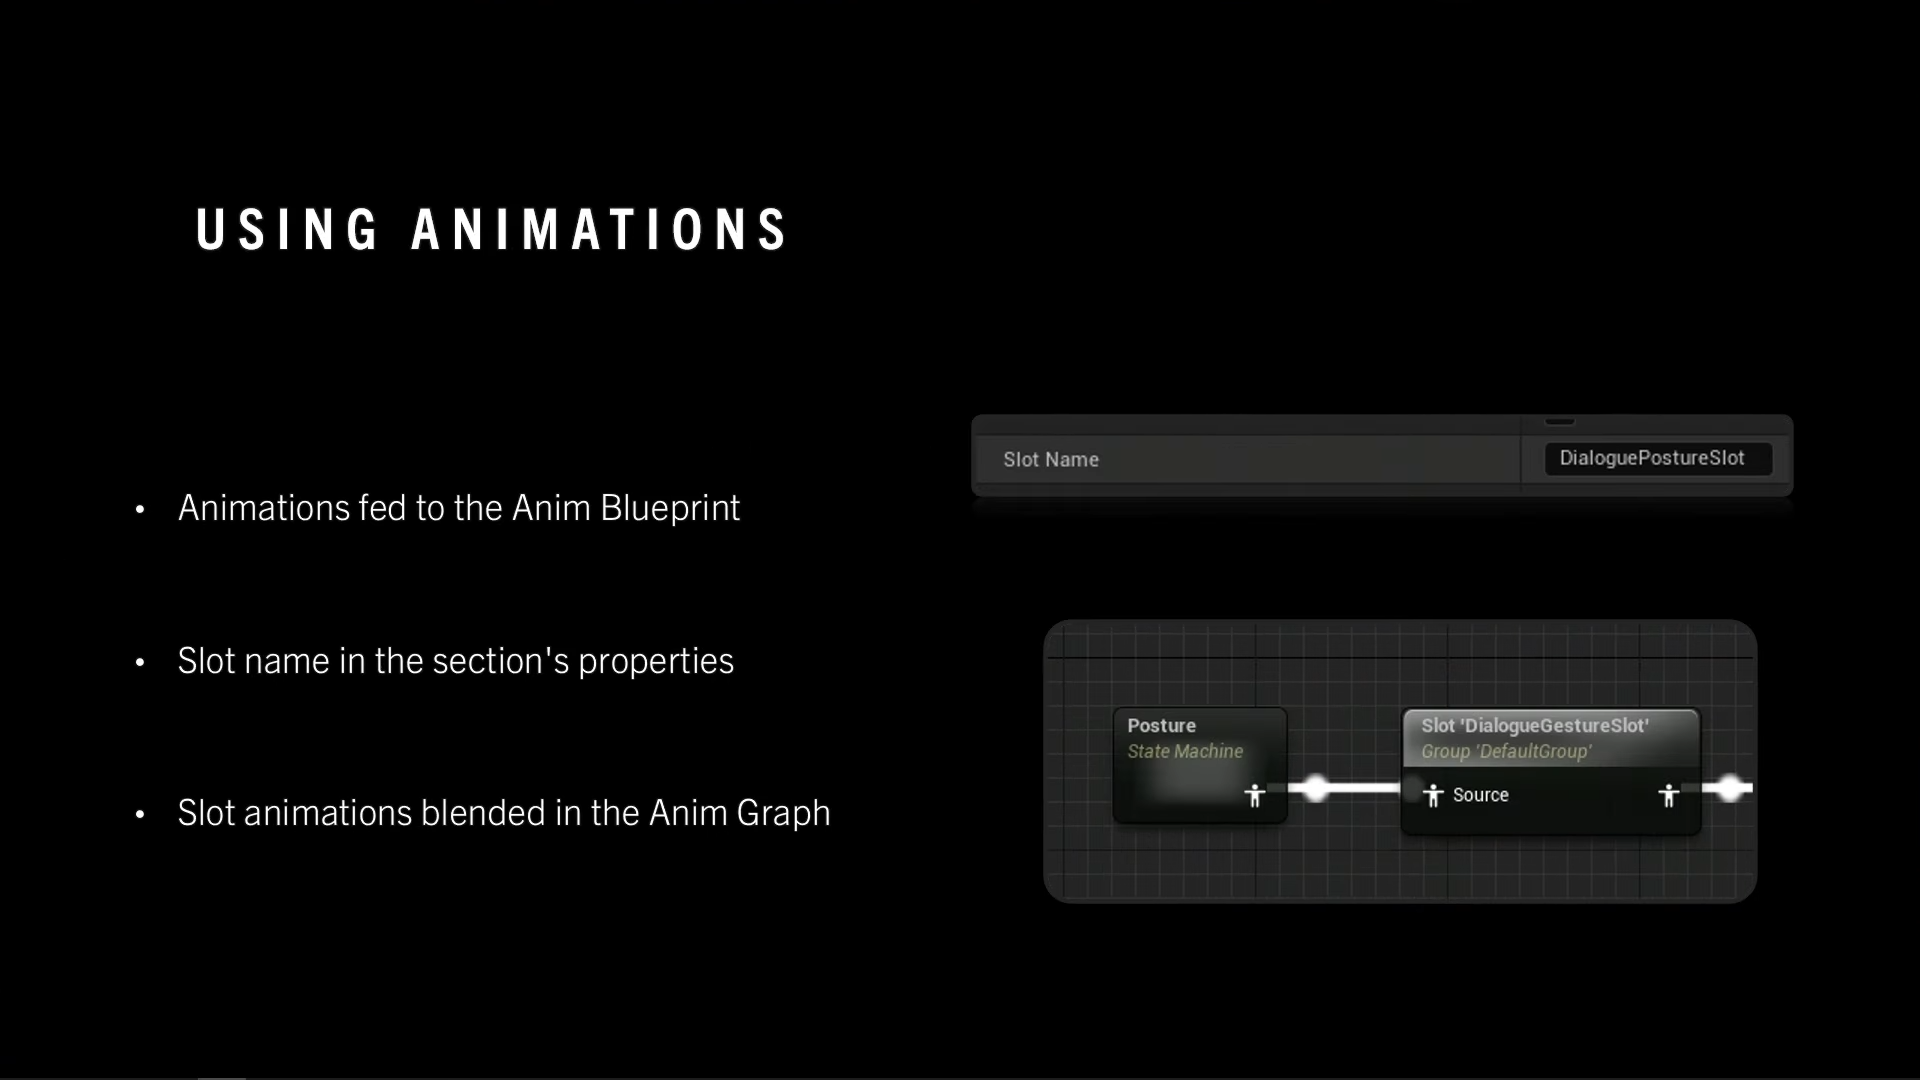 USING ANIMATIONS
• Animations fed to the Anim Blueprint
• Slot name in the section's properties
• Slot animations blended in the Anim Graph
Slot Name
DialoguePostureSlot
Posture
State Machine
Slot 'DialogueGestureSlot'
Group 'DefaultGroup'
Source